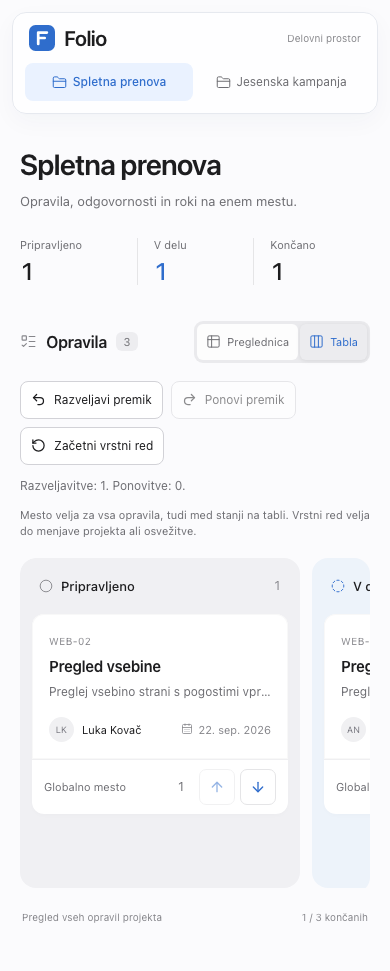 Folio
Delovni prostor
Spletna prenova
Jesenska kampanja
Spletna prenova
Opravila, odgovornosti in roki na enem mestu.
Pripravljeno
1
V delu
1
Končano
1
Opravila 3
Preglednica
Tabla
Razveljavi premik
Ponovi premik
Začetni vrstni red
Razveljavitve: 1. Ponovitve: 0.
Mesto velja za vsa opravila, tudi med stanji na tabli. Vrstni red velja
do menjave projekta ali osvežitve.
Pripravljeno 1
WEB-02
Pregled vsebine
Preglej vsebino strani s pogostimi vpr...
LK Luka Kovač 22. sep. 2026
Globalno mesto 1
V d
WEB-
Preg
Pregl
AN
Global
Pregled vseh opravil projekta
1 / 3 končanih